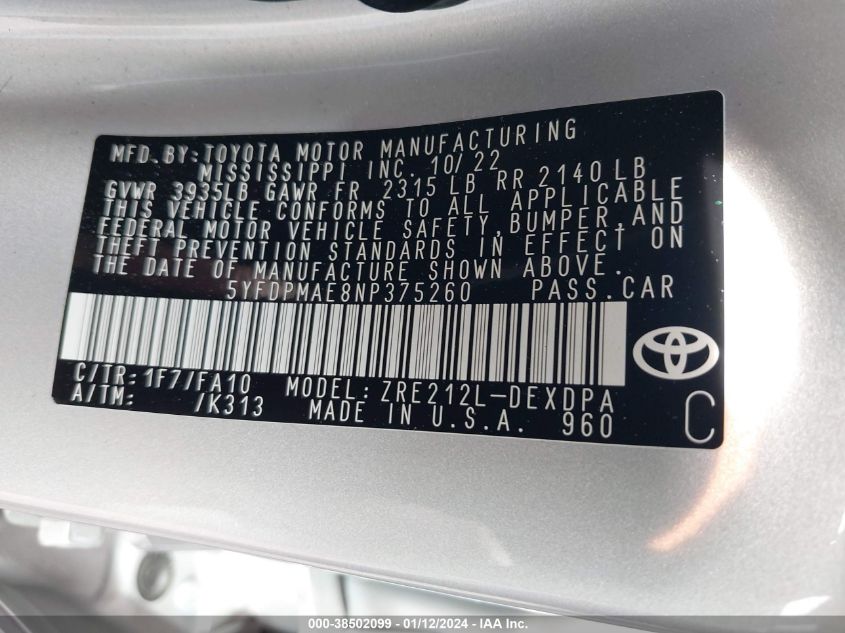 MFD.BY:TOYOTA MOTOR MANUFACTURING
MISSISSIPPI INC. 10/22
GVWR 3935LB GAWR FR 2315 LB RR 2140 LB
THIS VEHICLE CONFORMS TO ALL APPLICABLE
FEDERAL MOTOR VEHICLE SAFETY,BUMPER,AND
THEFT PREVENTION STANDARDS IN EFFECT ON
THE DATE OF MANUFACTURE SHOWN ABOVE.
5YFDPMAE8NP375260 PASS.CAR
C/TR:1F7/FA10 MODEL: ZRE212L-DEXDPA
A/TM: /K313 MADE IN U.S.A. 960 C
000-38502099 - 01/12/2024 - IAA Inc.